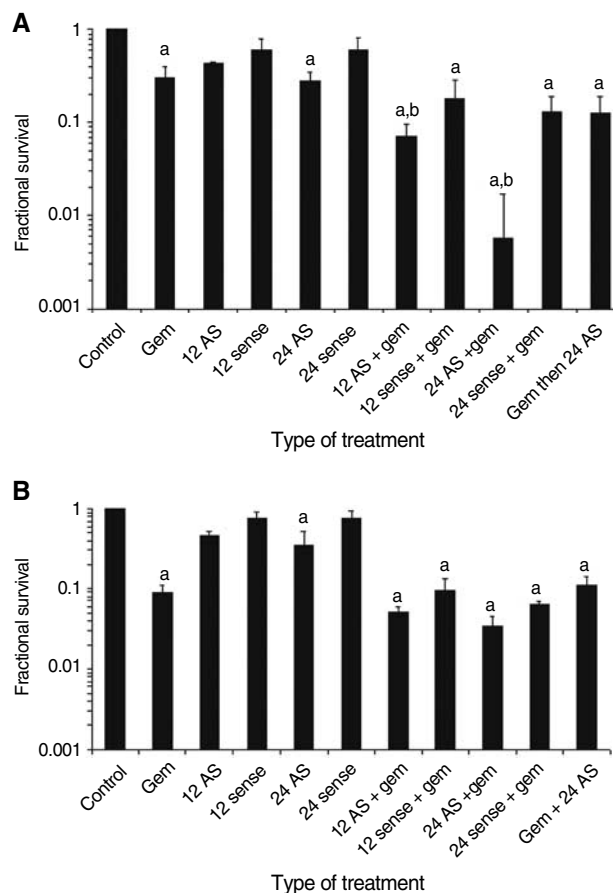 A
Fractional survival
1
0.1
0.01
0.001
a
a
a,b
a
a,b
a
a
Control
Gem
12 AS
12 sense
24 AS
24 sense
12 AS + gem
12 sense + gem
24 AS +gem
24 sense + gem
Gem then 24 AS
Type of treatment
B
Fractional survival
1
0.1
0.01
0.001
a
a
a
a
a
a
a
Control
Gem
12 AS
12 sense
24 AS
24 sense
12 AS + gem
12 sense + gem
24 AS +gem
24 sense + gem
Gem + 24 AS
Type of treatment